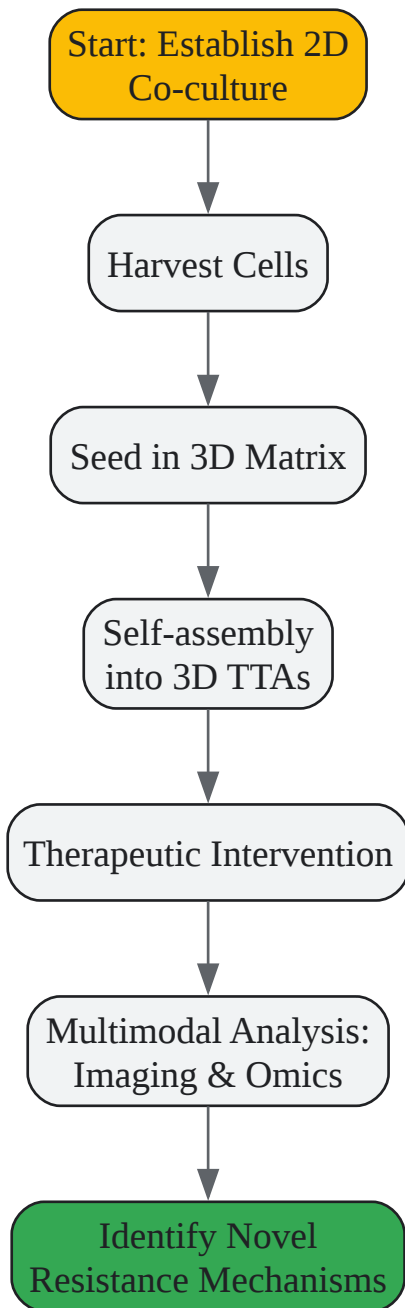 Start: Establish 2D
Co-culture
Harvest Cells
Seed in 3D Matrix
Self-assembly
into 3D TTAs
Therapeutic Intervention
Multimodal Analysis:
Imaging & Omics
Identify Novel
Resistance Mechanisms